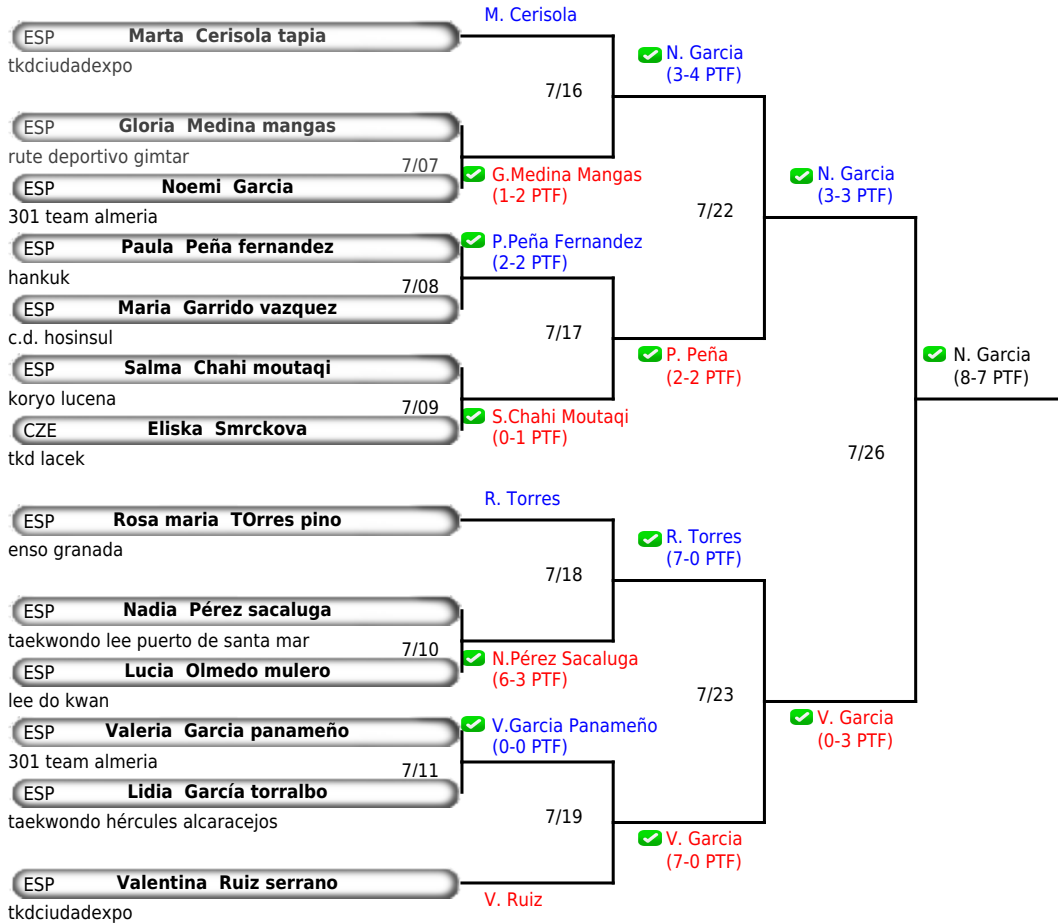 M. Cerisola
ESP Marta Cerisola tapia
tkdciudadexpo
N. Garcia
(3-4 PTF)
7/16
ESP Gloria Medina mangas
rute deportivo gimtar
7/07
G.Medina Mangas
(1-2 PTF)
ESP Noemi Garcia
301 team almeria
N. Garcia
(3-3 PTF)
7/22
ESP Paula Peña fernandez
hankuk
P.Peña Fernandez
(2-2 PTF)
7/08
ESP Maria Garrido vazquez
c.d. hosinsul
7/17
P. Peña
(2-2 PTF)
ESP Salma Chahi moutaqi
koryo lucena
7/09
S.Chahi Moutaqi
(0-1 PTF)
CZE Eliska Smrckova
tkd lacek
N. Garcia
(8-7 PTF)
7/26
R. Torres
ESP Rosa maria TOrres pino
enso granada
R. Torres
(7-0 PTF)
7/18
ESP Nadia Pérez sacaluga
taekwondo lee puerto de santa mar
7/10
N.Pérez Sacaluga
(6-3 PTF)
ESP Lucia Olmedo mulero
lee do kwan
7/23
V. Garcia
(0-3 PTF)
ESP Valeria Garcia panameño
301 team almeria
V.Garcia Panameño
(0-0 PTF)
7/11
ESP Lidia García torralbo
taekwondo hércules alcaracejos
7/19
V. Garcia
(7-0 PTF)
ESP Valentina Ruiz serrano
tkdciudadexpo
V. Ruiz